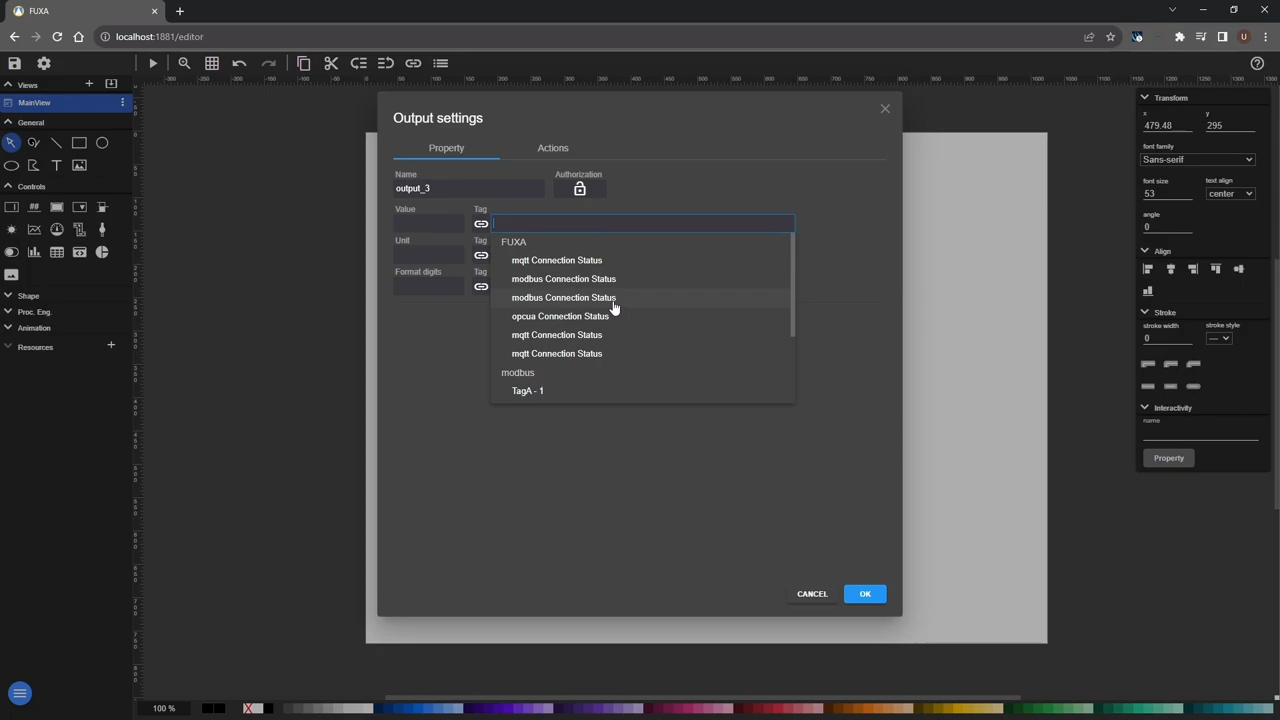 FUXA
localhost:1881/editor
U
Views
MainView
General
Controls
##
Shape
Proc. Eng.
Animation
Resources
Output settings
Property
Actions
Name
Authorization
output_3
Value
Tag
Unit
Tag
Format digits
Tag
FUXA
mqtt Connection Status
modbus Connection Status
modbus Connection Status
opcua Connection Status
mqtt Connection Status
mqtt Connection Status
modbus
TagA - 1
CANCEL
OK
Transform
x
y
479.48
295
font family
Sans-serif
font size
text align
53
center
angle
0
Align
Stroke
stroke width
stroke style
0
Interactivity
name
Property
100 %